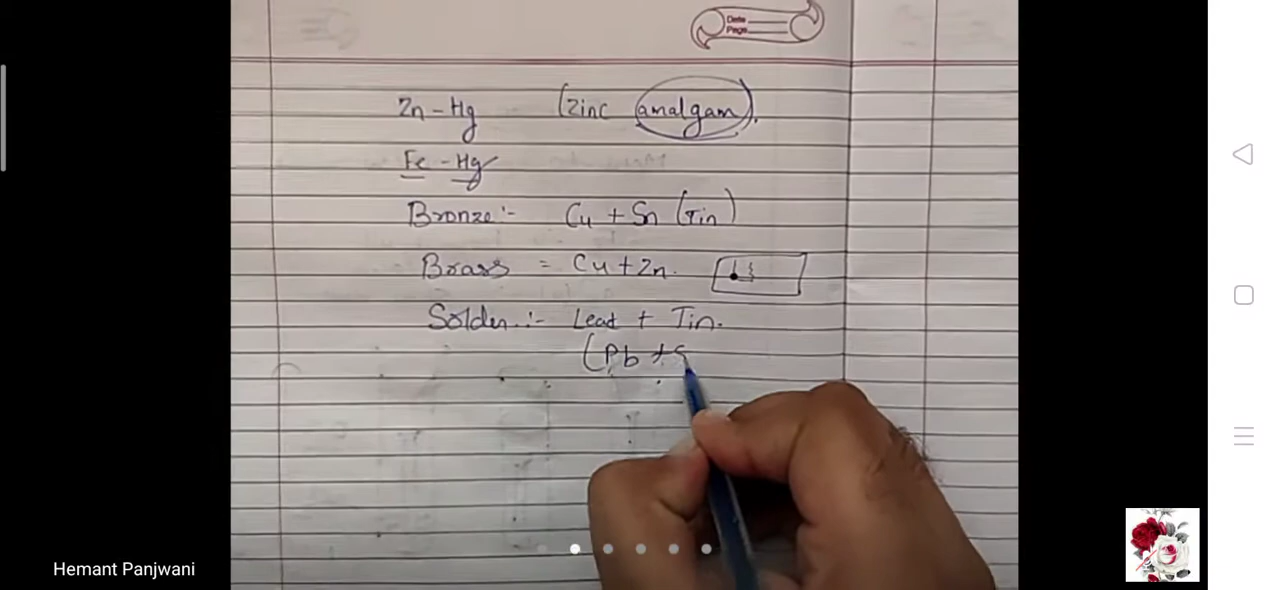 Date
Page
Zn - Hg (Zinc amalgam).
Fe - Hg
Bronze :- Cu + Sn (Tin)
Brass = Cu + Zn.
Solder :- Lead + Tin.
(Pb + S
Hemant Panjwani